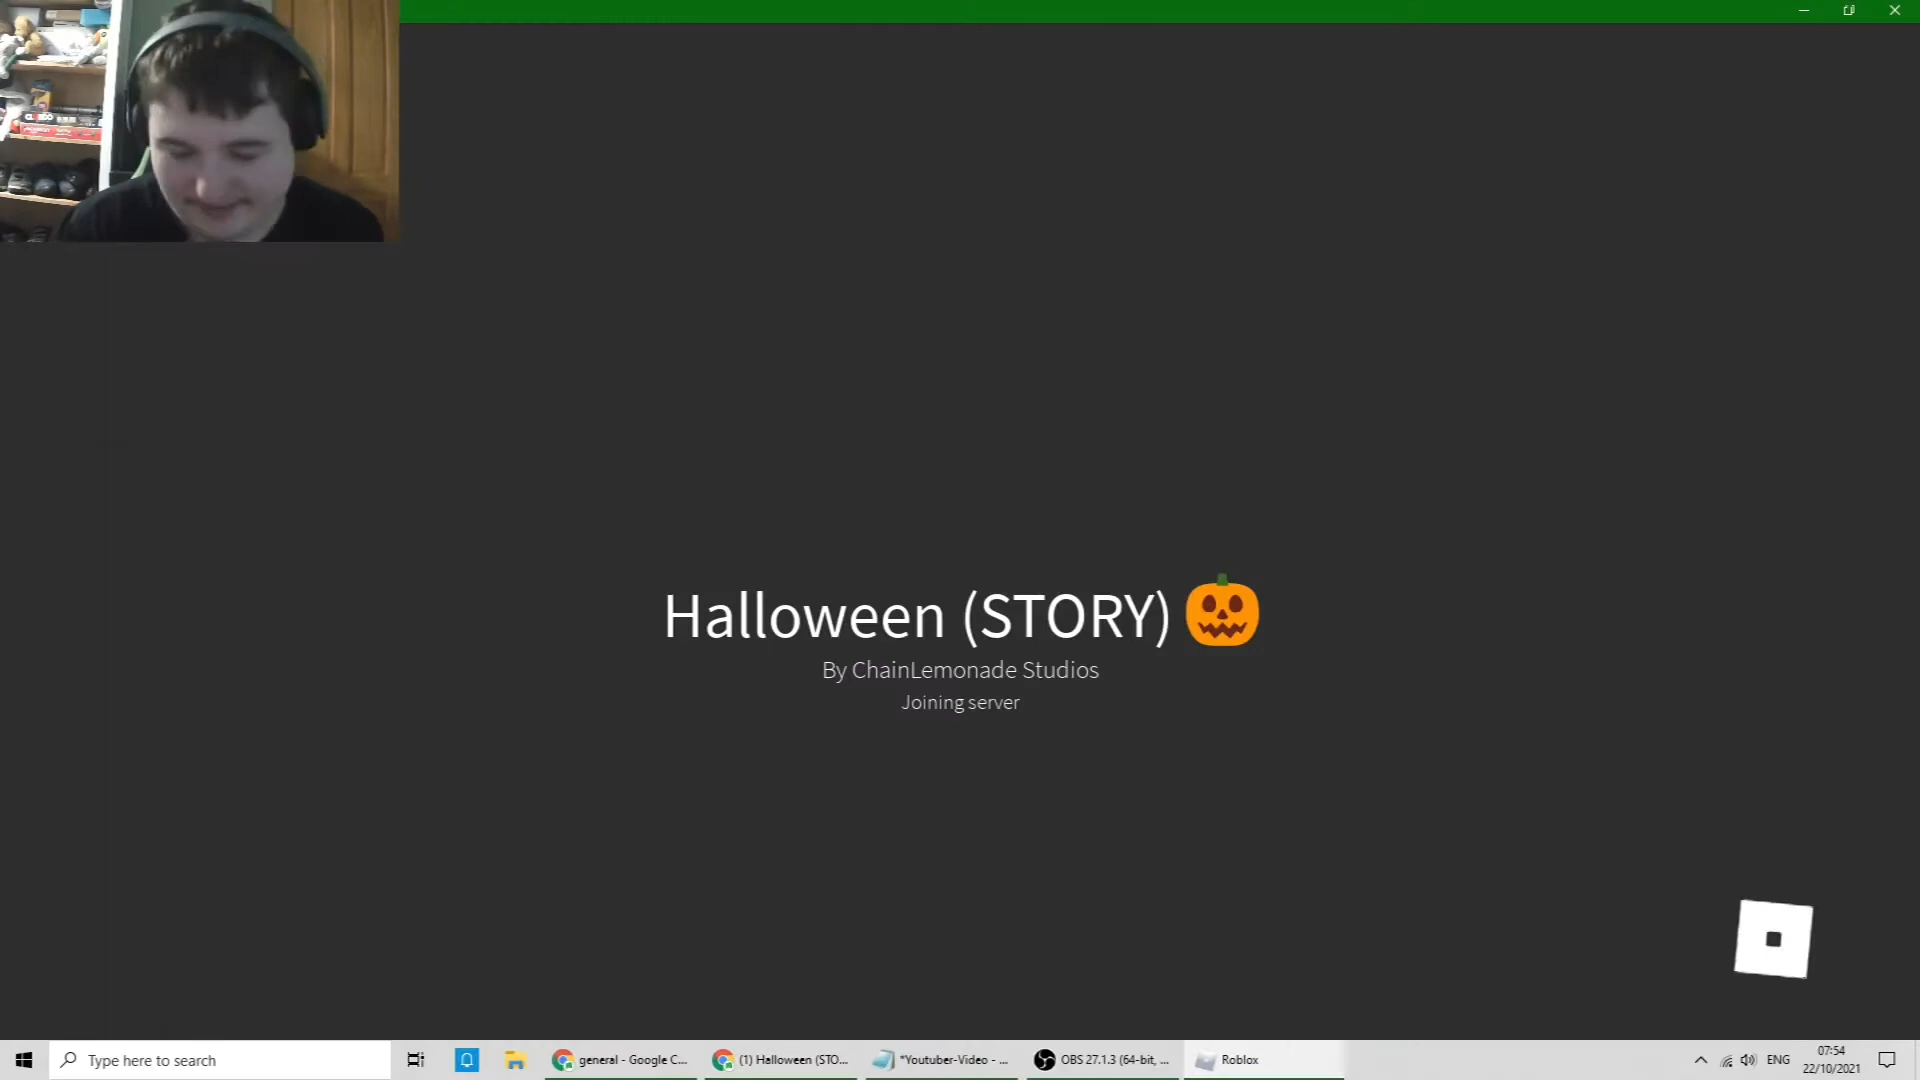 Halloween (STORY) 🎃
By ChainLemonade Studios
Joining server
Type here to search
general - Google C...
(1) Halloween (STO...
*Youtuber-Video - ...
OBS 27.1.3 (64-bit, ...
Roblox
ENG
07:54
22/10/2021